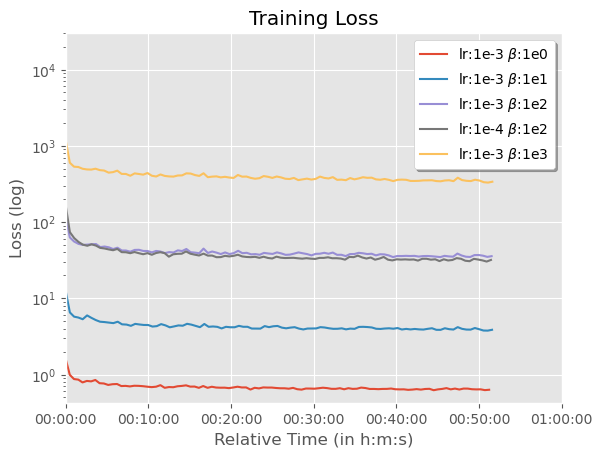 Training Loss
Loss (log)
10⁴
10³
10²
10¹
10⁰
lr:1e-3 β:1e0
lr:1e-3 β:1e1
lr:1e-3 β:1e2
lr:1e-4 β:1e2
lr:1e-3 β:1e3
00:00:00 00:10:00 00:20:00 00:30:00 00:40:00 00:50:00 01:00:00
Relative Time (in h:m:s)